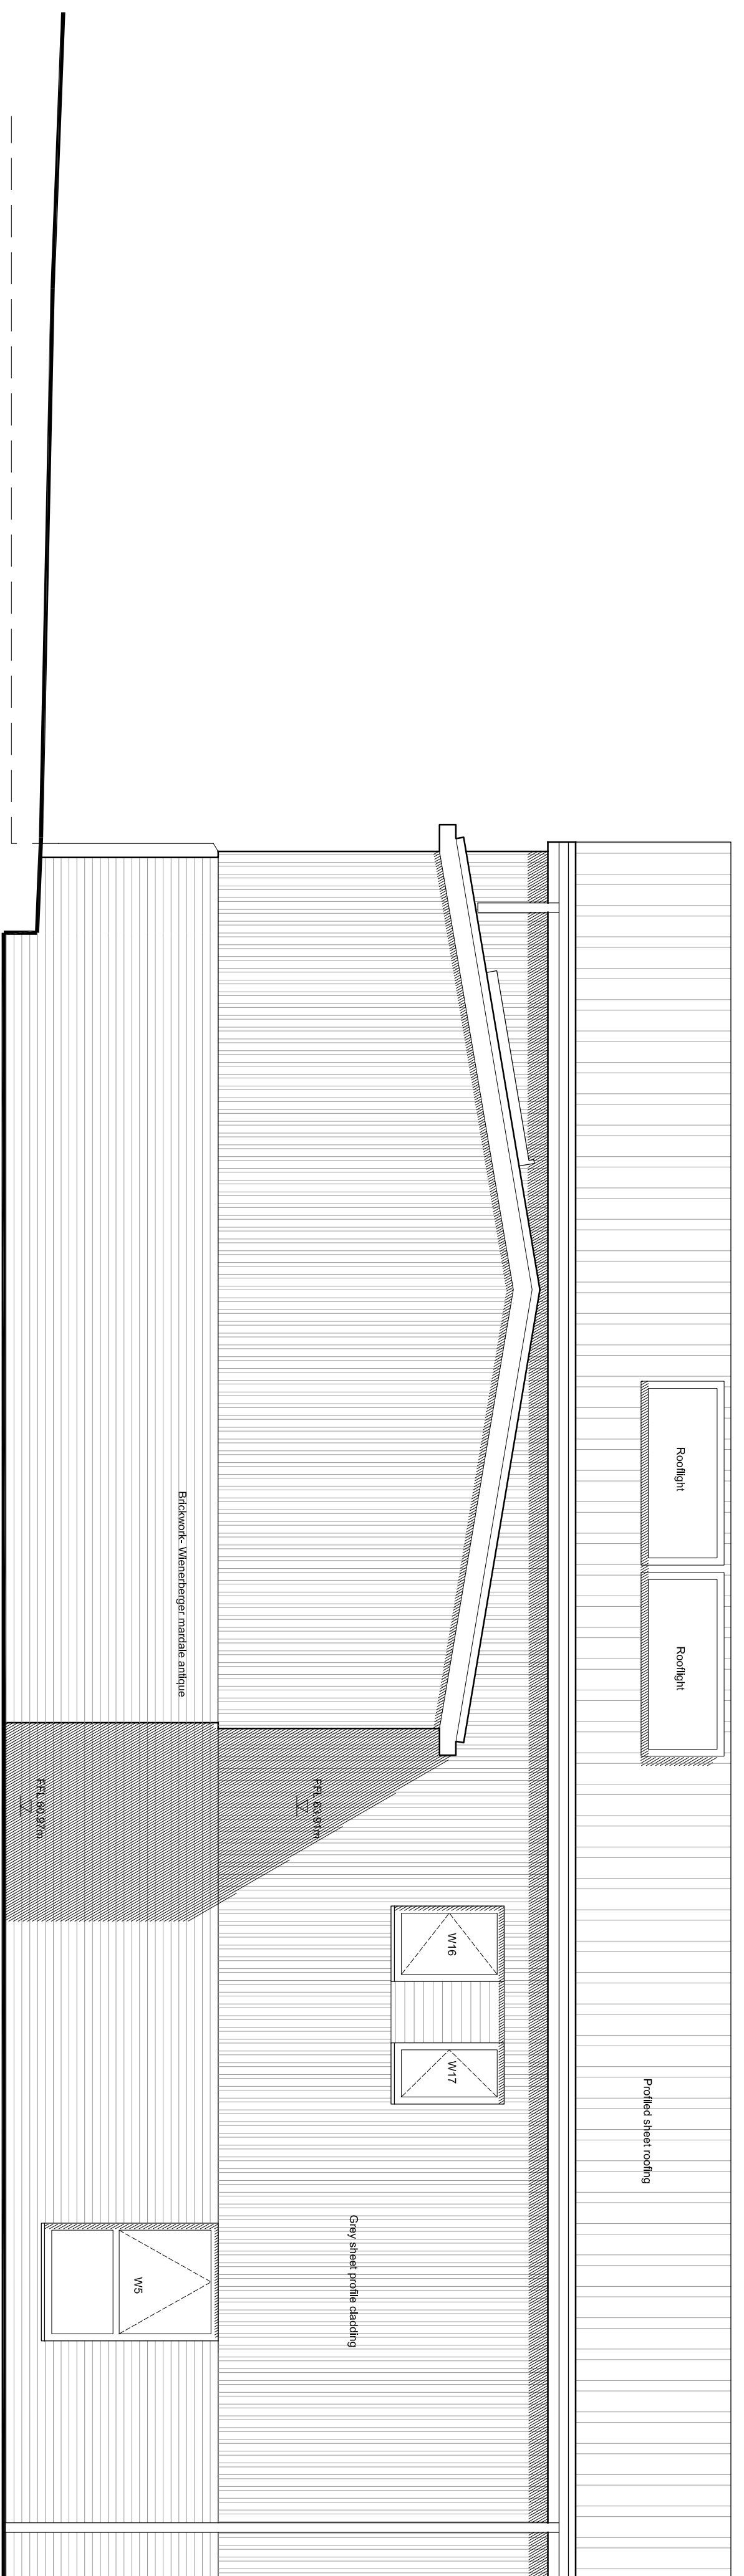 Rooflight
Rooflight
Profiled sheet roofing
W16
W17
Grey sheet profile cladding
FFL 63.91m
Brickwork- Wienerberger mardale antique
W5
FFL 60.97m